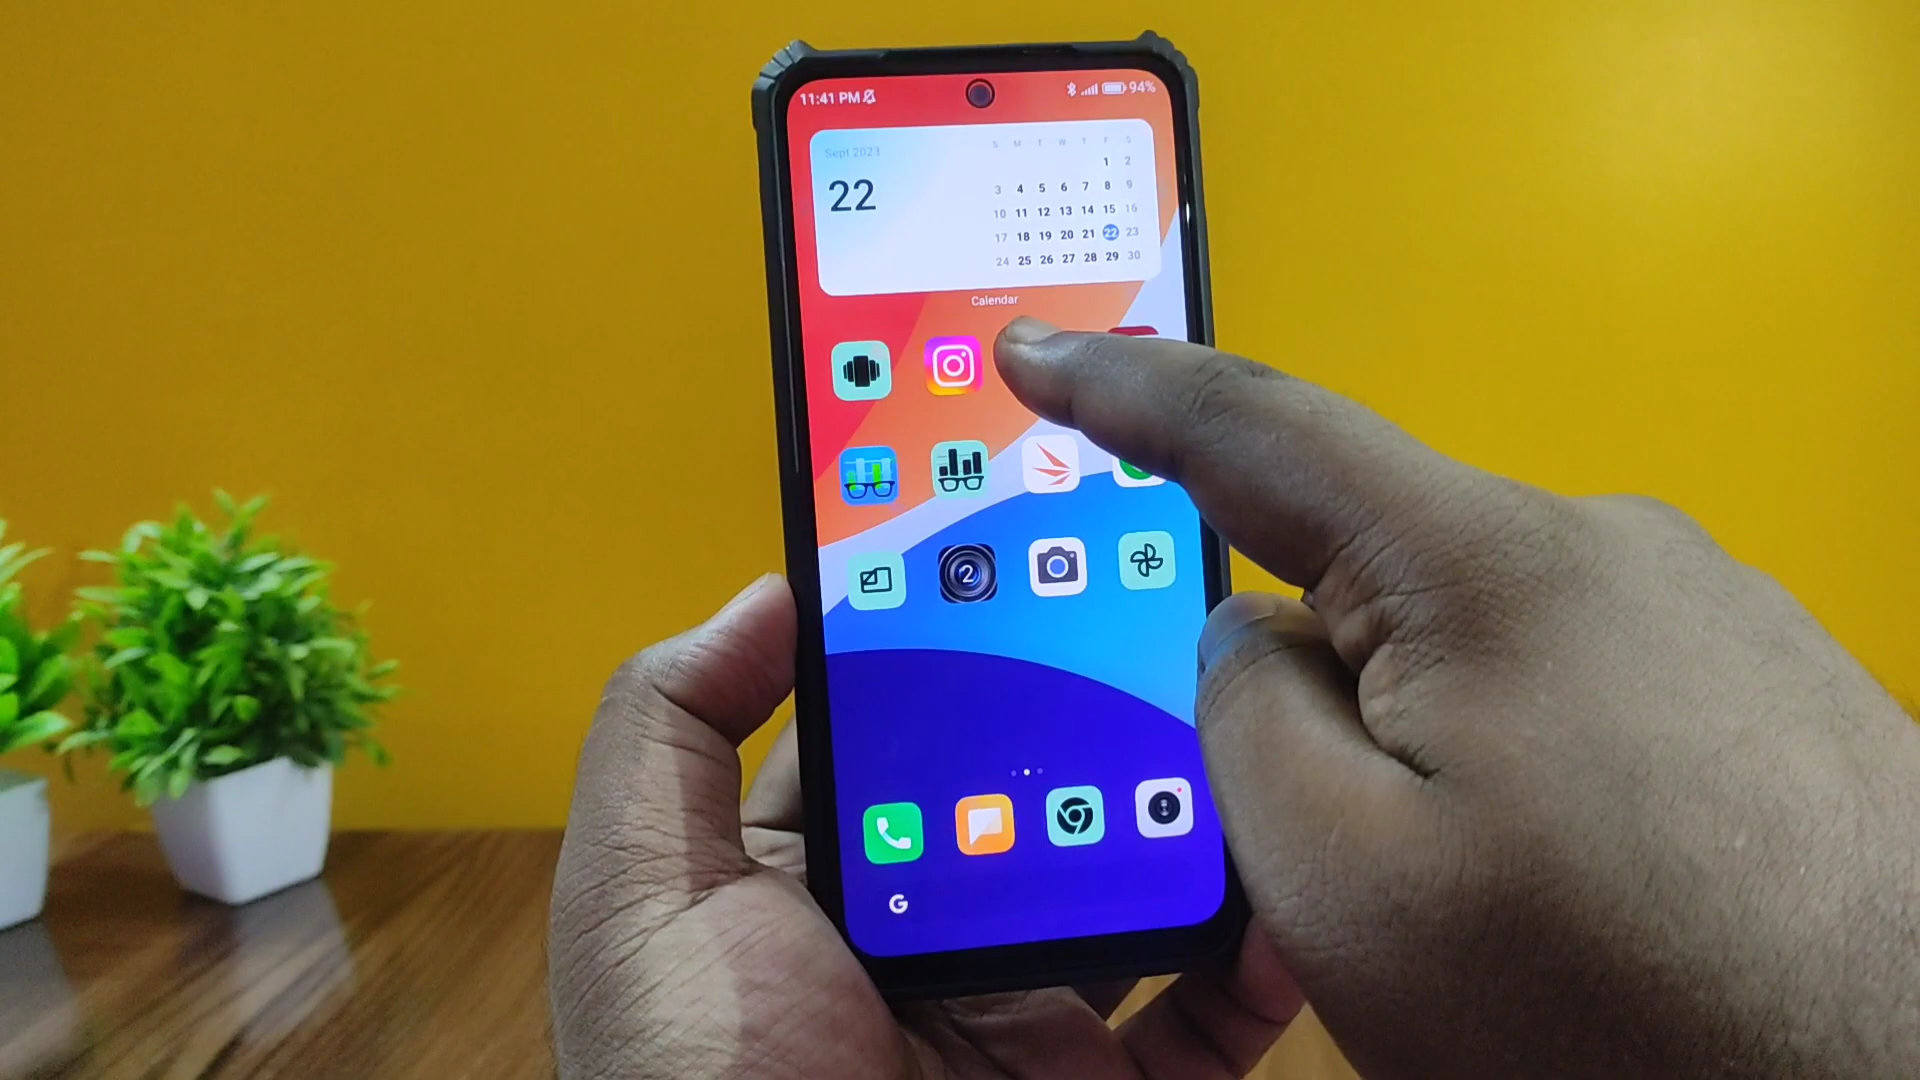 11:41 PM
94%
Sept 2023
22
S M T W T F S
1 2
3 4 5 6 7 8 9
10 11 12 13 14 15 16
17 18 19 20 21 22 23
24 25 26 27 28 29 30
Calendar
2
G